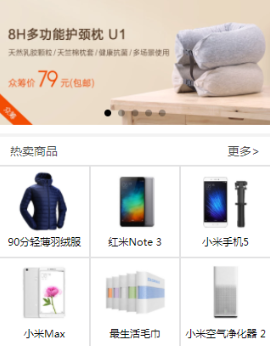 8H多功能护颈枕 U1
天然乳胶颗粒 / 天竺棉枕套 / 健康抗菌 / 多场景使用
众筹价 79 元(包邮)
众筹
热卖商品 更多>
90分轻薄羽绒服 红米Note 3 小米手机5
小米Max 最生活毛巾 小米空气净化器 2